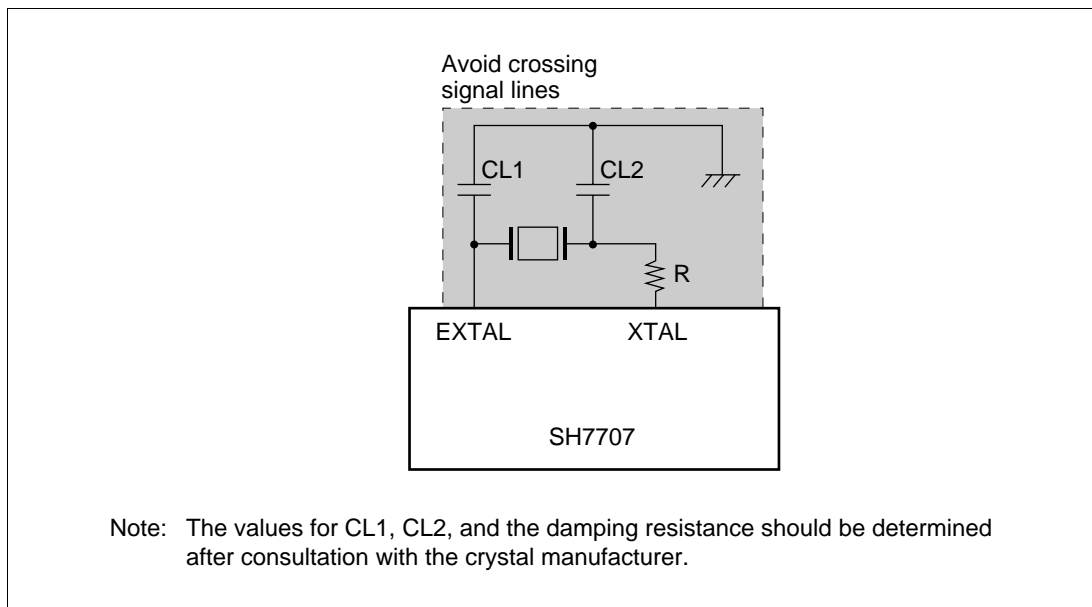 Avoid crossing
signal lines
CL1
CL2
R
EXTAL
XTAL
SH7707
Note: The values for CL1, CL2, and the damping resistance should be determined
after consultation with the crystal manufacturer.